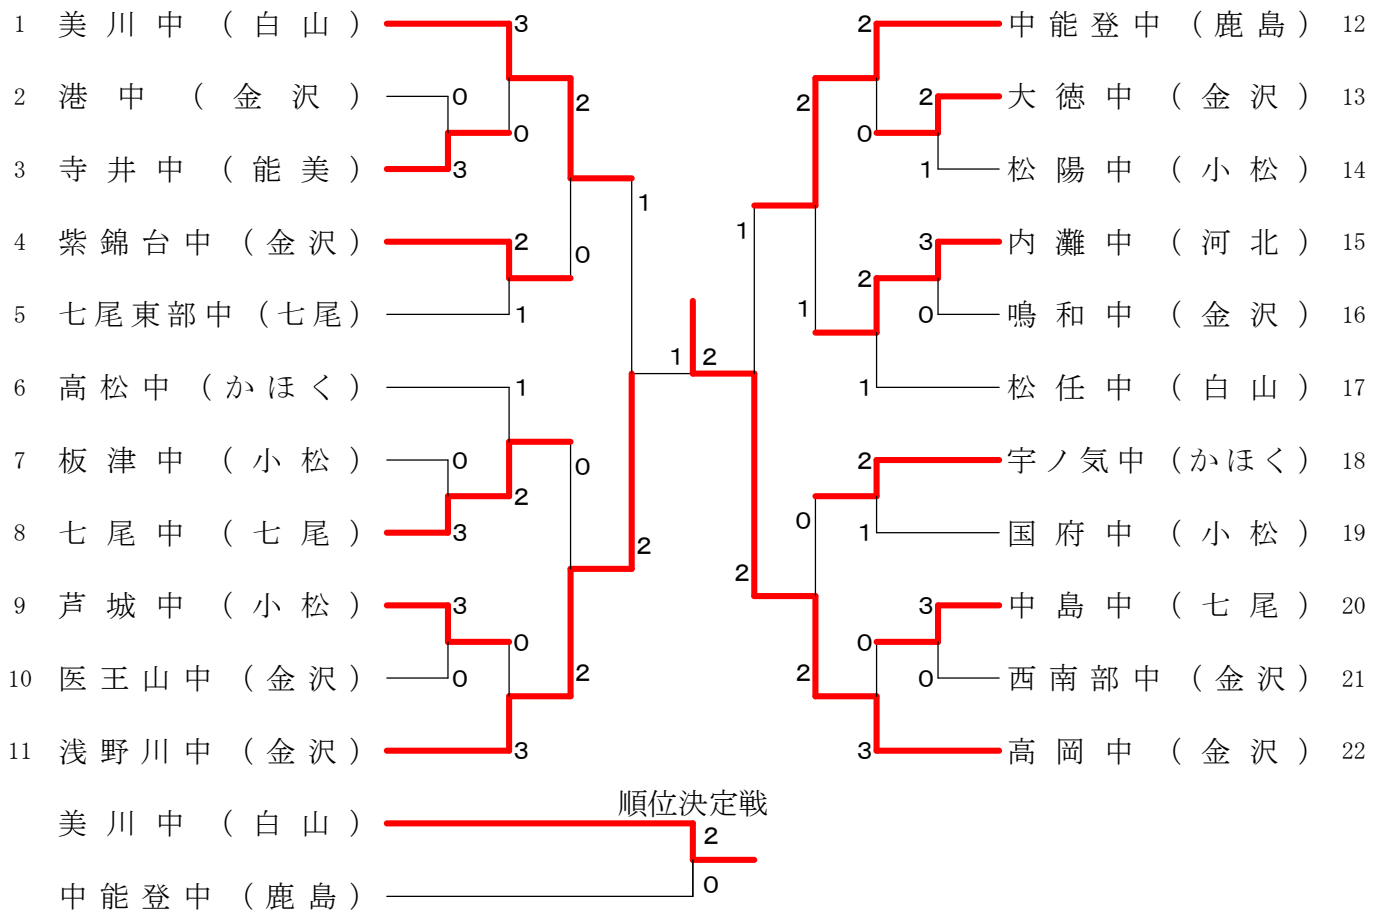 1 美川中（白山） 3 2 中能登中（鹿島） 12
2 港中（金沢） 0 2 2 2 大徳中（金沢） 13
0 0
3 寺井中（能美） 3 1 松陽中（小松） 14
1 1
4 紫錦台中（金沢） 2 0 3 内灘中（河北） 15
2
5 七尾東部中（七尾） 1 1 0 鳴和中（金沢） 16
1 2
6 高松中（かほく） 1 1 松任中（白山） 17
7 板津中（小松） 0 0 2 宇ノ気中（かほく） 18
2 0
8 七尾中（七尾） 3 2 1 国府中（小松） 19
2
9 芦城中（小松） 3 3 中島中（七尾） 20
0 0
10 医王山中（金沢） 0 2 2 0 西南部中（金沢） 21
11 浅野川中（金沢） 3 3 高岡中（金沢） 22
順位決定戦
美川中（白山） 2
中能登中（鹿島） 0